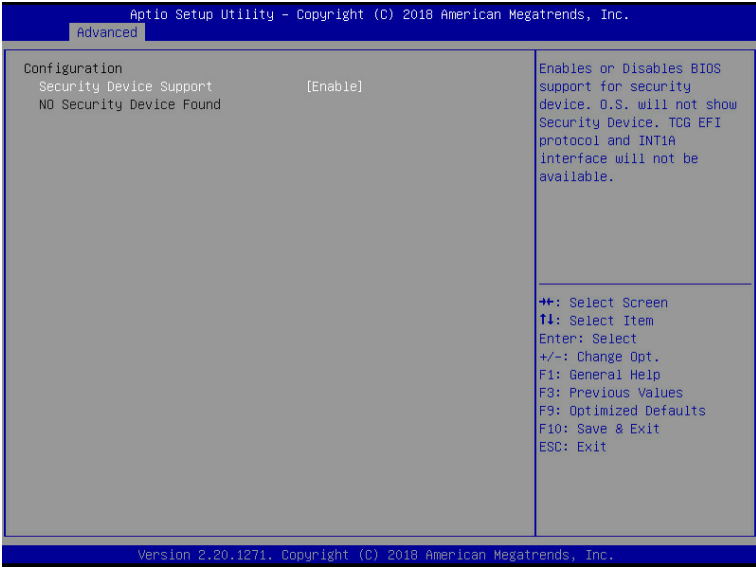 Aptio Setup Utility – Copyright (C) 2018 American Megatrends, Inc.
Advanced
Configuration
Security Device Support [Enable]
NO Security Device Found
Enables or Disables BIOS
support for security
device. O.S. will not show
Security Device. TCG EFI
protocol and INT1A
interface will not be
available.
→←: Select Screen
↑↓: Select Item
Enter: Select
+/-: Change Opt.
F1: General Help
F3: Previous Values
F9: Optimized Defaults
F10: Save & Exit
ESC: Exit
Version 2.20.1271. Copyright (C) 2018 American Megatrends, Inc.